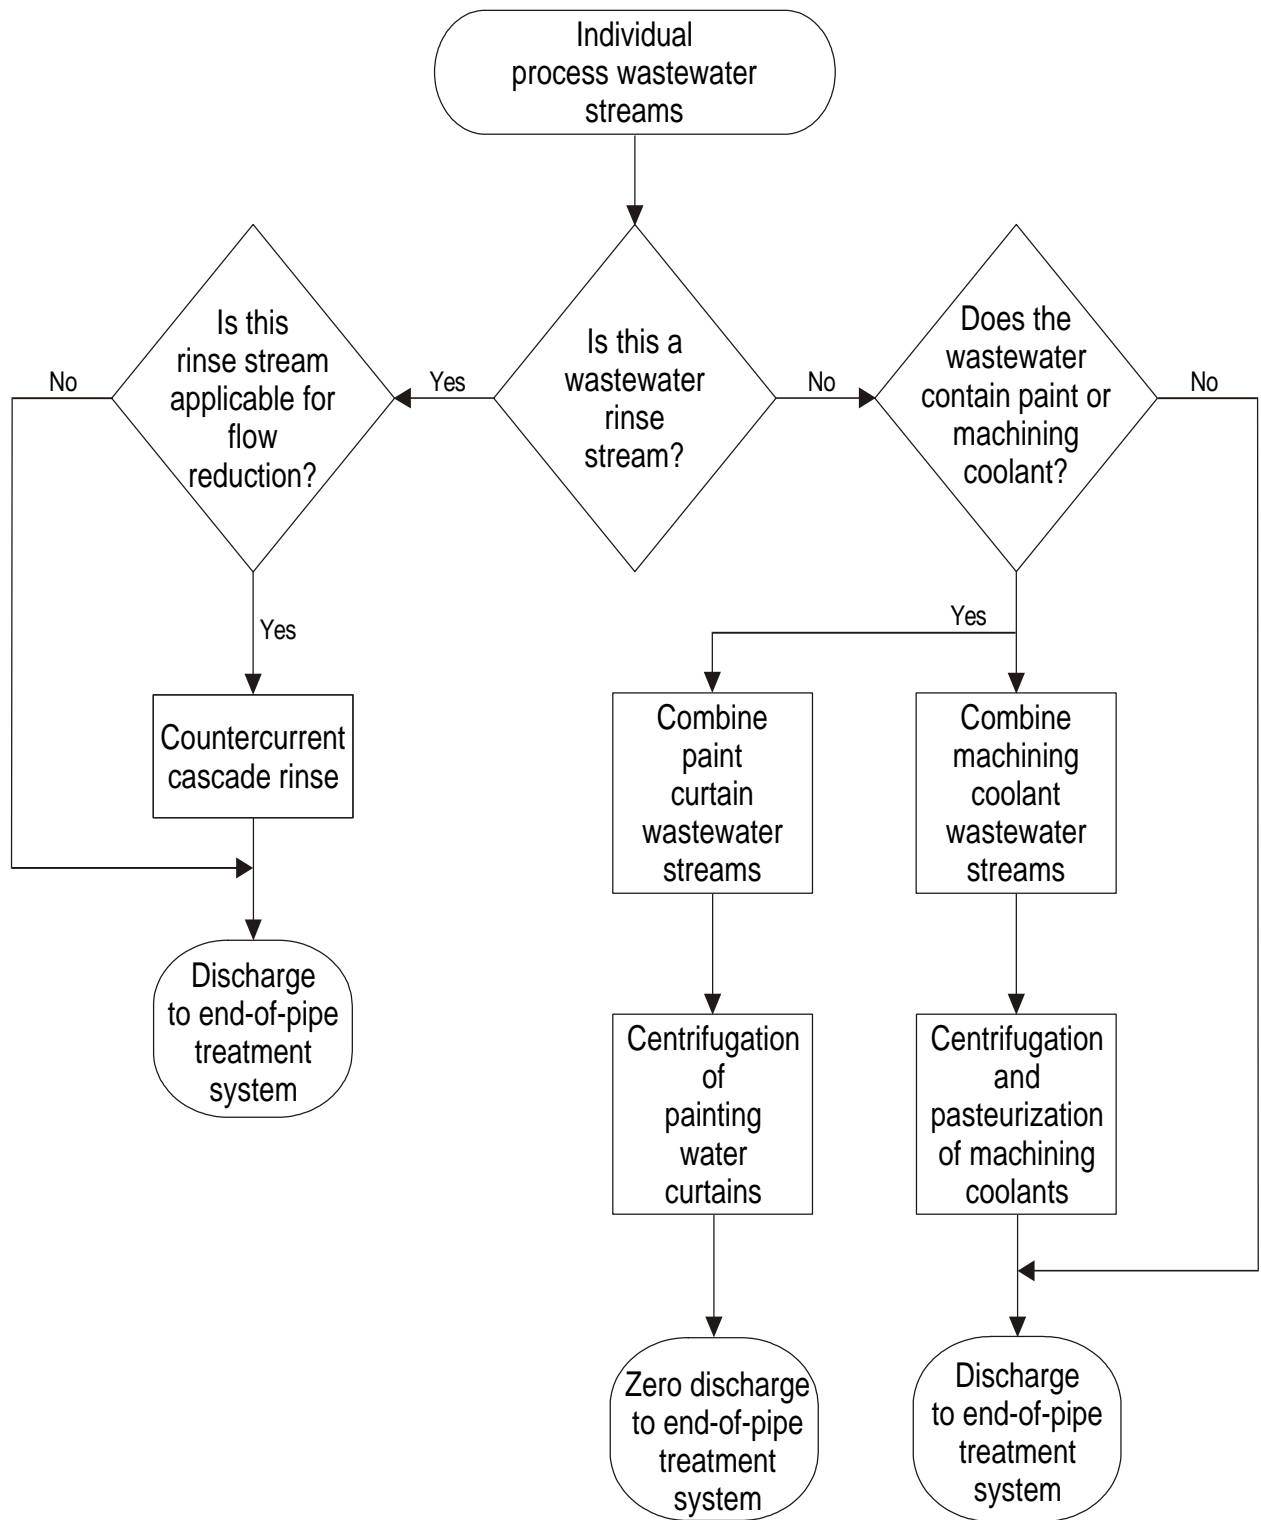 Individual
process wastewater
streams
Is this
rinse stream
applicable for
flow
reduction?
No
Yes
Is this a
wastewater
rinse
stream?
Yes
No
Does the
wastewater
contain paint or
machining
coolant?
No
Yes
Countercurrent
cascade rinse
Discharge
to end-of-pipe
treatment
system
Combine
paint
curtain
wastewater
streams
Combine
machining
coolant
wastewater
streams
Centrifugation
of
painting
water
curtains
Centrifugation
and
pasteurization
of machining
coolants
Zero discharge
to end-of-pipe
treatment
system
Discharge
to end-of-pipe
treatment
system